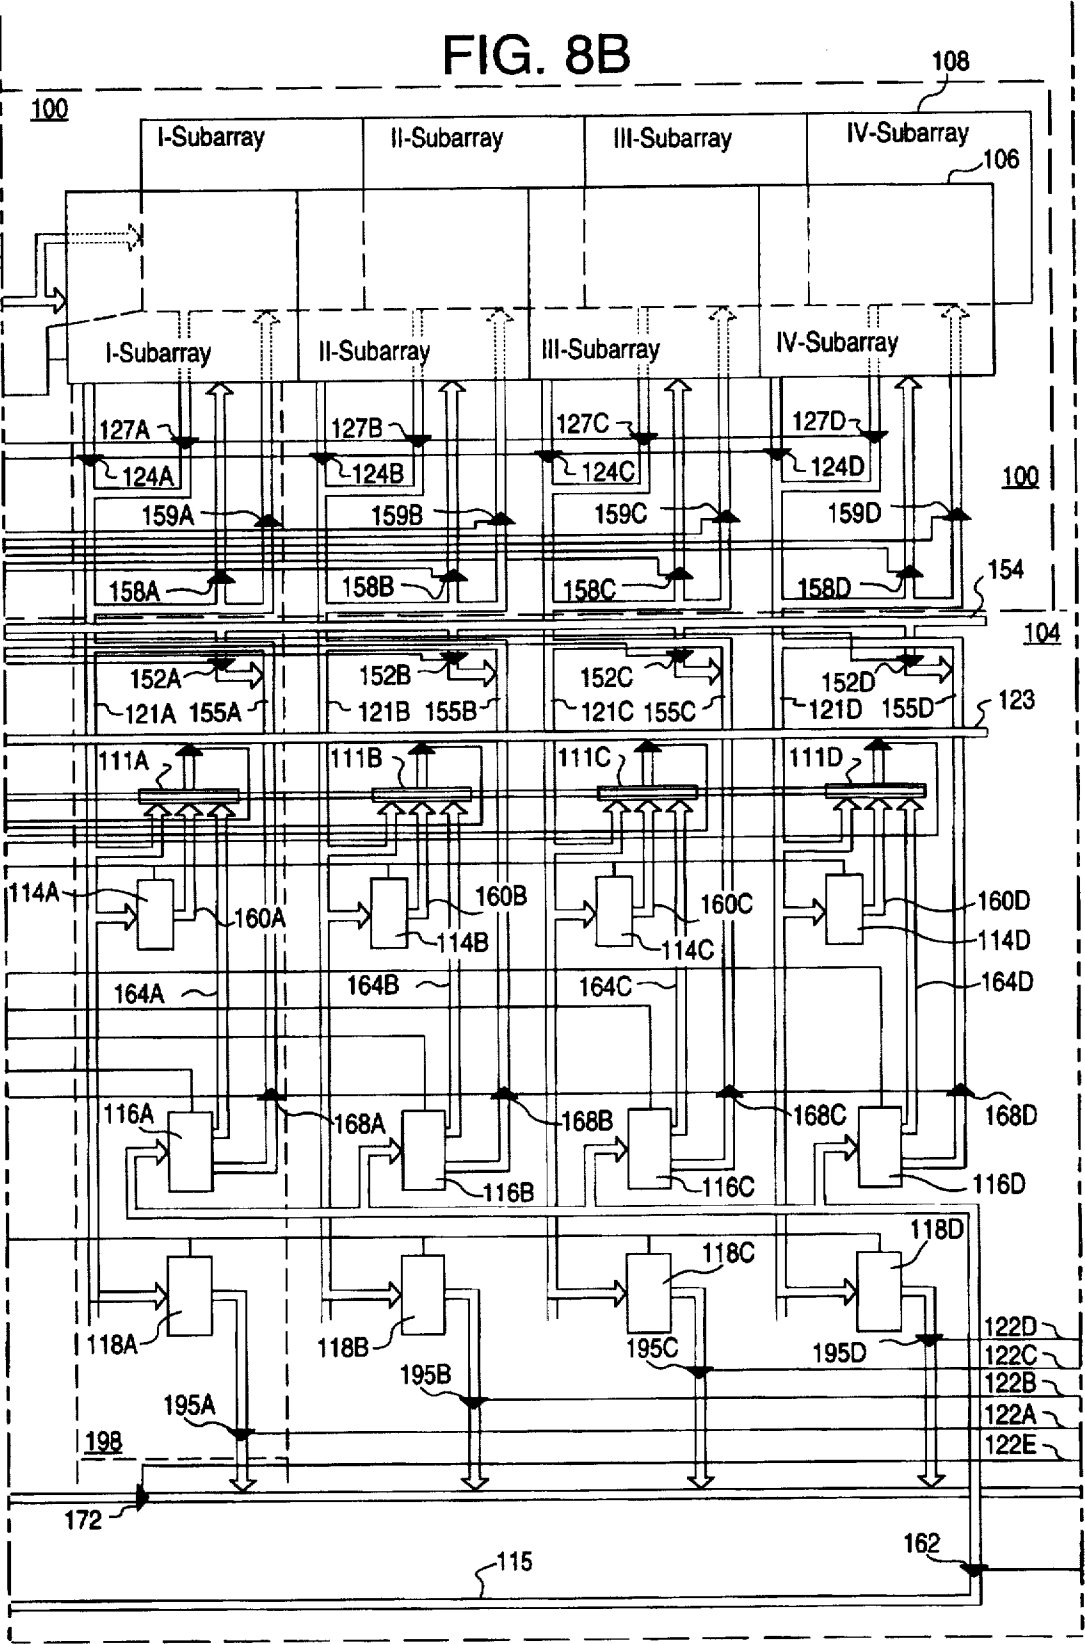 FIG. 8B
108
100
I-Subarray
II-Subarray
III-Subarray
IV-Subarray
106
I-Subarray
II-Subarray
III-Subarray
IV-Subarray
127A
127B
127C
127D
124A
124B
124C
124D
100
159A
159B
159C
159D
158A
158B
158C
158D
154
104
152A
152B
152C
152D
121A
155A
121B
155B
121C
155C
121D
155D
123
111A
111B
111C
111D
114A
160A
160B
160C
160D
114B
114C
114D
164A
164B
164C
164D
116A
168A
168B
168C
168D
116B
116C
116D
118D
118C
118A
118B
195C
195D
122D
122C
195B
122B
195A
122A
198
122E
172
162
115